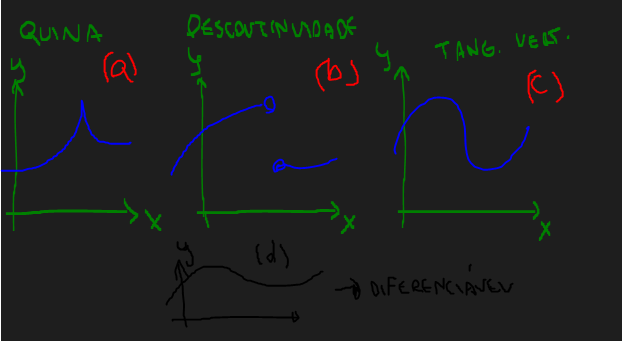 QUINA
DESCONTINUIDADE
TANG. VERT.
y
(a)
x
y
(b)
x
y
(c)
x
y
(d)
→ DIFERENCIÁVEL